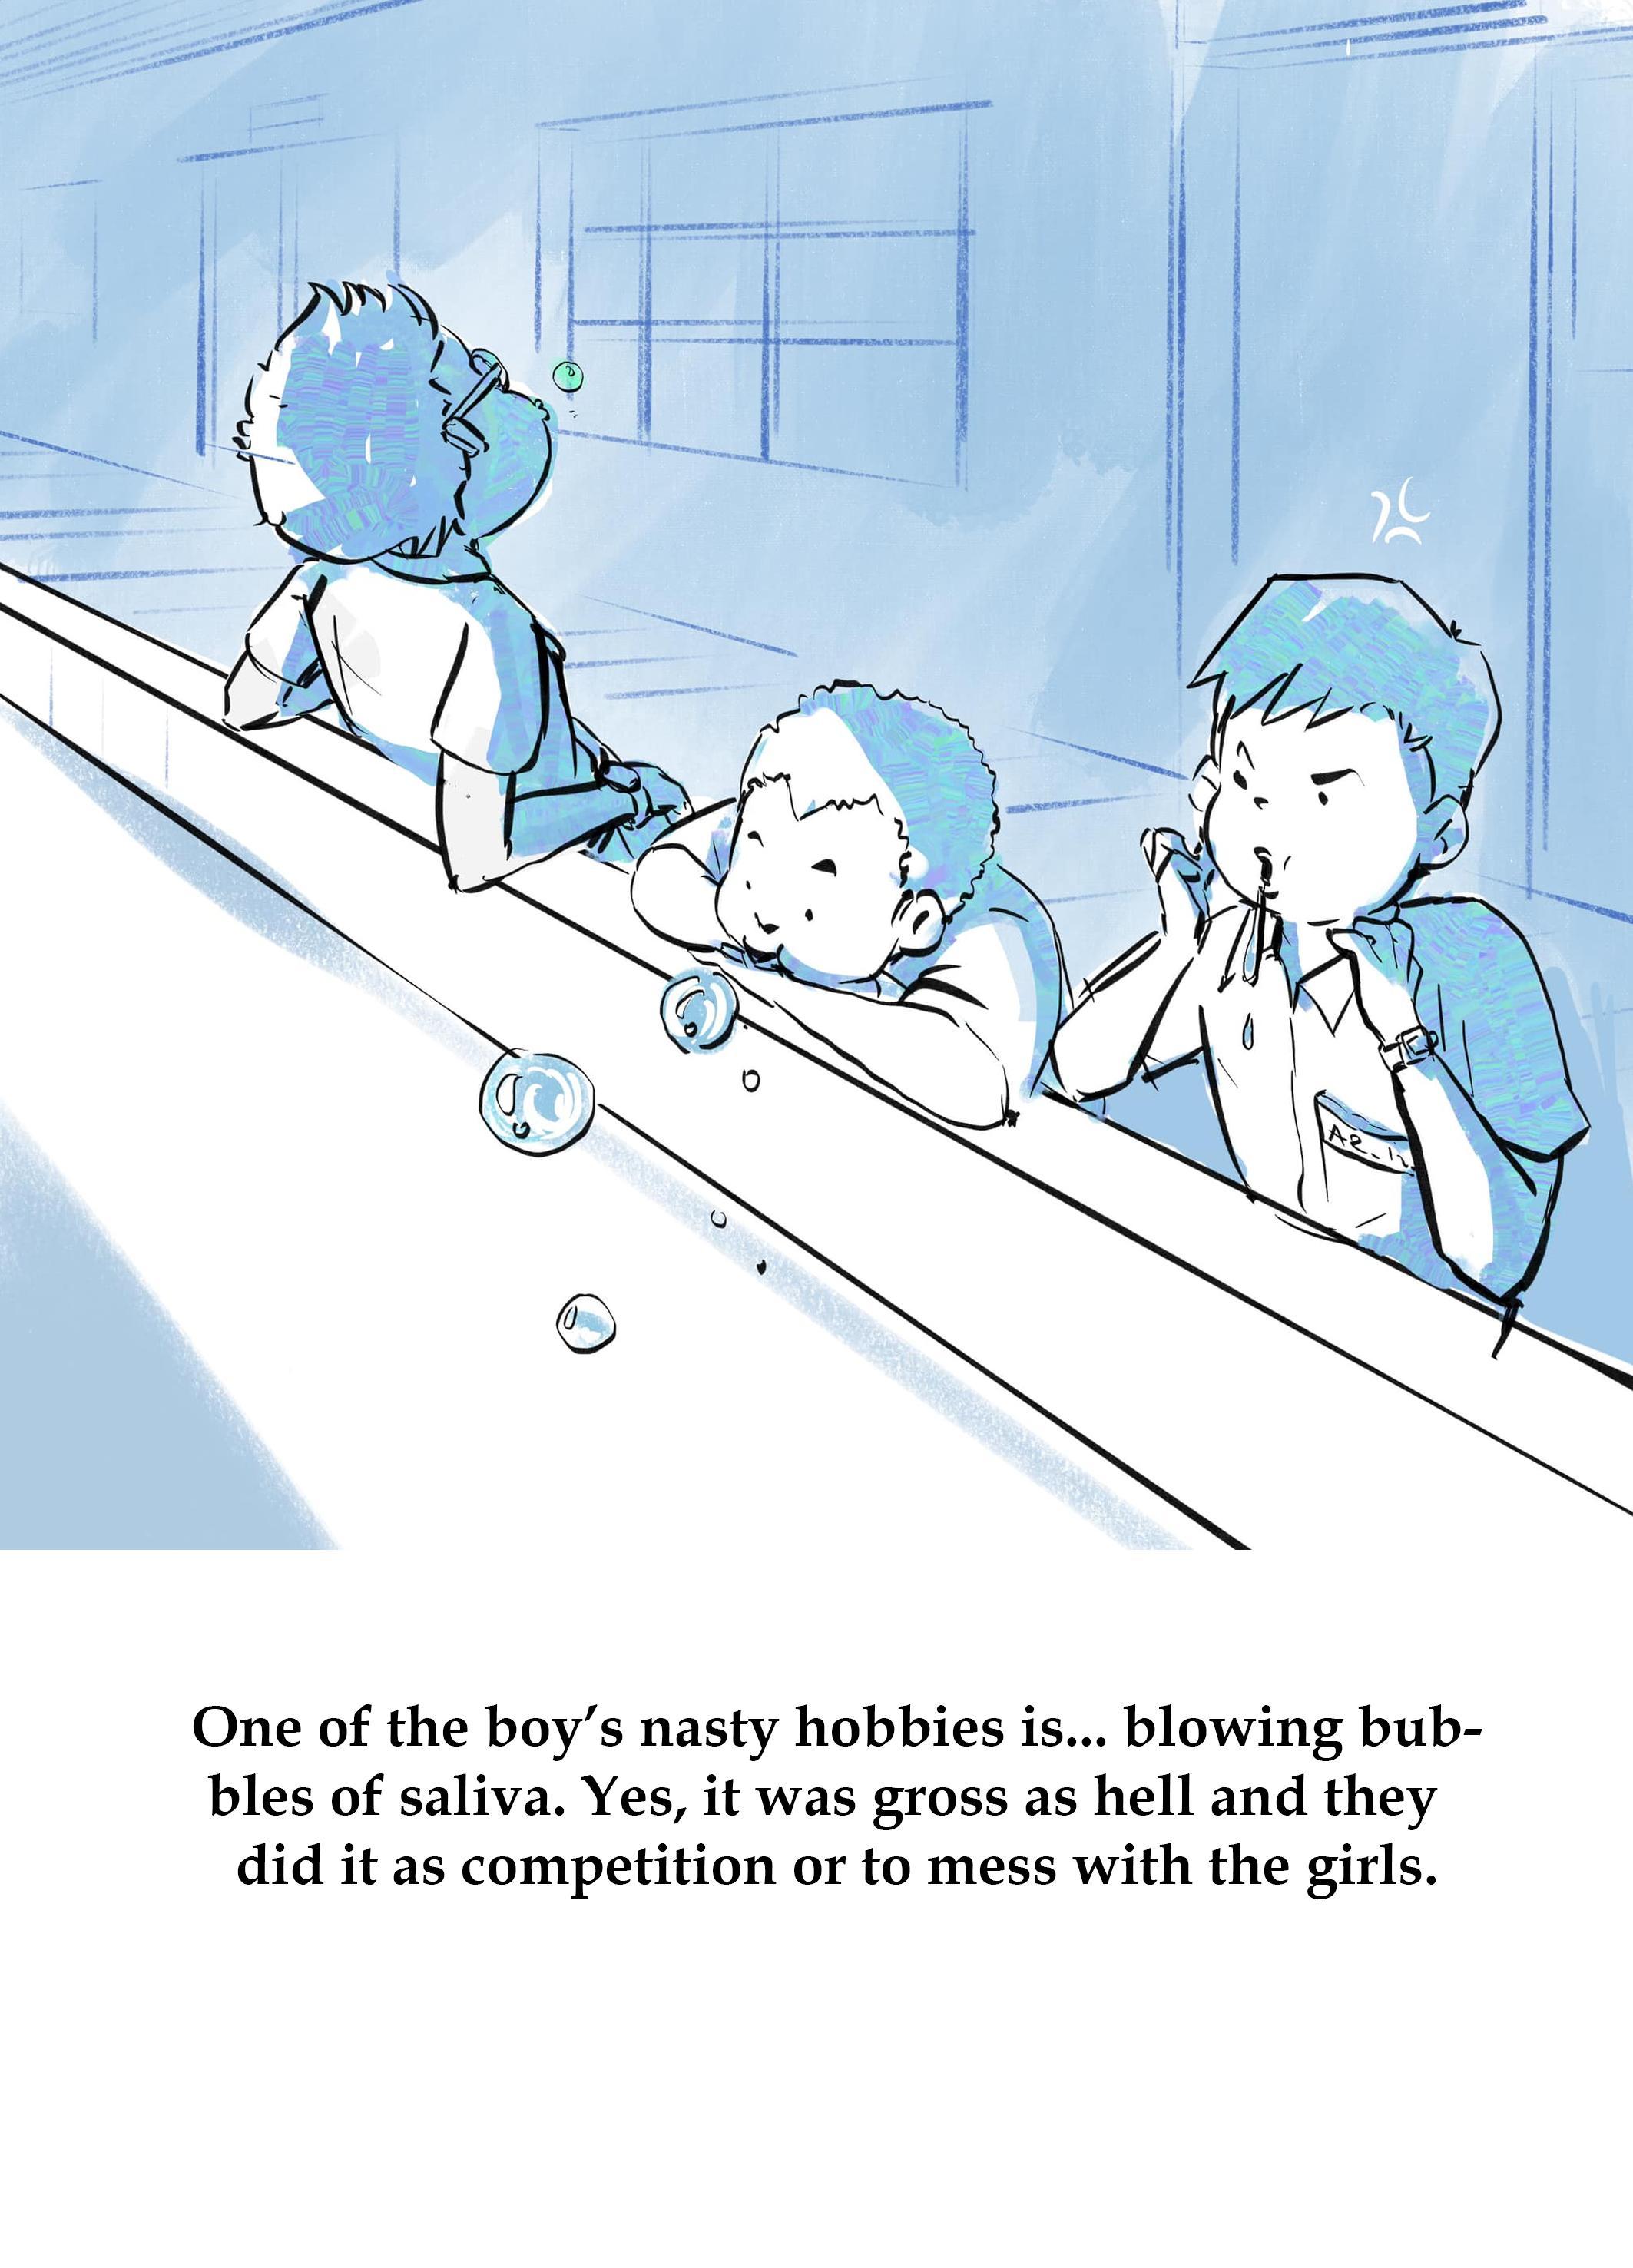 One of the boy’s nasty hobbies is... blowing bub-
bles of saliva. Yes, it was gross as hell and they
did it as competition or to mess with the girls.